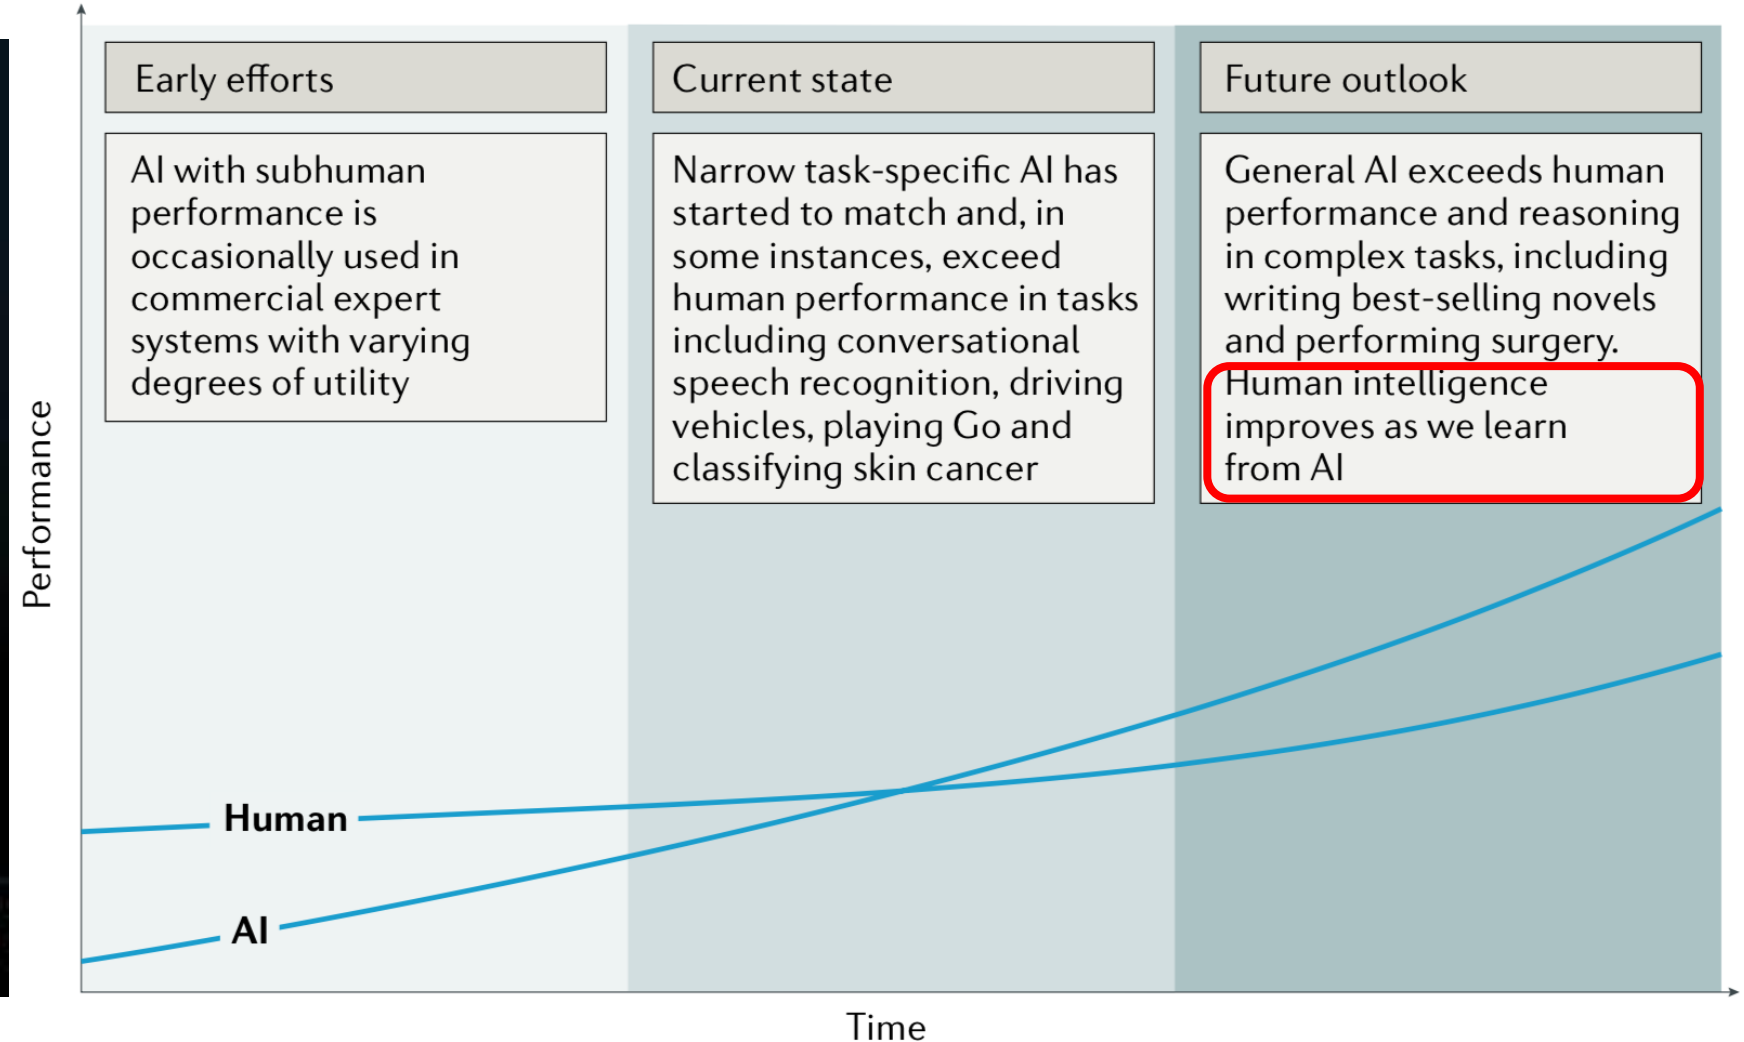 Early efforts
AI with subhuman
performance is
occasionally used in
commercial expert
systems with varying
degrees of utility
Current state
Narrow task-specific AI has
started to match and, in
some instances, exceed
human performance in tasks
including conversational
speech recognition, driving
vehicles, playing Go and
classifying skin cancer
Future outlook
General AI exceeds human
performance and reasoning
in complex tasks, including
writing best-selling novels
and performing surgery.
Human intelligence
improves as we learn
from AI
Performance
Human
AI
Time